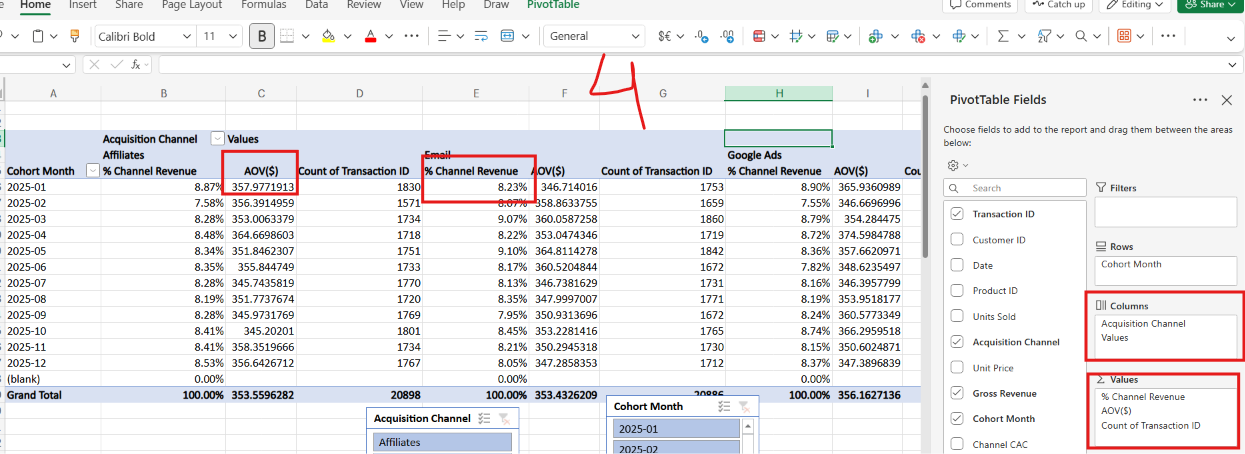 Home Insert Share Page Layout Formulas Data Review View Help Draw PivotTable Comments Catch up Editing Share
Calibri Bold 11 B A General $€ .0 .00
fx
A B C D E F G H I
Acquisition Channel Values
Affiliates Email Google Ads
Cohort Month % Channel Revenue AOV($) Count of Transaction ID % Channel Revenue AOV($) Count of Transaction ID % Channel Revenue AOV($) Cou
2025-01 8.87% 357.9771913 1830 8.23% 346.714016 1753 8.90% 365.9360989
2025-02 7.58% 356.3914959 1571 8.07% 358.8633755 1659 7.55% 346.6696996
2025-03 8.28% 353.0063379 1734 9.07% 360.0587258 1860 8.79% 354.284475
2025-04 8.48% 364.6698603 1718 8.22% 353.0474346 1719 8.72% 374.5984788
2025-05 8.34% 351.8462307 1751 9.10% 364.8114278 1842 8.36% 357.6620971
2025-06 8.35% 355.844749 1733 8.17% 360.5204844 1672 7.82% 348.6235497
2025-07 8.28% 345.7435819 1770 8.13% 346.7381629 1731 8.16% 346.3957799
2025-08 8.19% 351.7737674 1720 8.35% 347.9997007 1771 8.19% 353.9518177
2025-09 8.28% 345.9731769 1769 7.95% 350.9313696 1672 8.24% 360.5773349
2025-10 8.41% 345.20201 1801 8.45% 353.2281416 1765 8.74% 366.2959518
2025-11 8.41% 358.3519666 1734 8.21% 350.2945318 1730 8.15% 350.6024871
2025-12 8.53% 356.6426712 1767 8.05% 347.2858353 1712 8.37% 347.3896839
(blank) 0.00% 0.00% 0.00%
Grand Total 100.00% 353.5596282 20898 100.00% 353.4326209 20886 100.00% 356.1627136
Acquisition Channel
Affiliates
Cohort Month
2025-01
2025-02
PivotTable Fields
Choose fields to add to the report and drag them between the areas
below:
Search
Transaction ID
Customer ID
Date
Product ID
Units Sold
Acquisition Channel
Unit Price
Gross Revenue
Cohort Month
Channel CAC
Filters
Rows
Cohort Month
Columns
Acquisition Channel
Values
Σ Values
% Channel Revenue
AOV($)
Count of Transaction ID